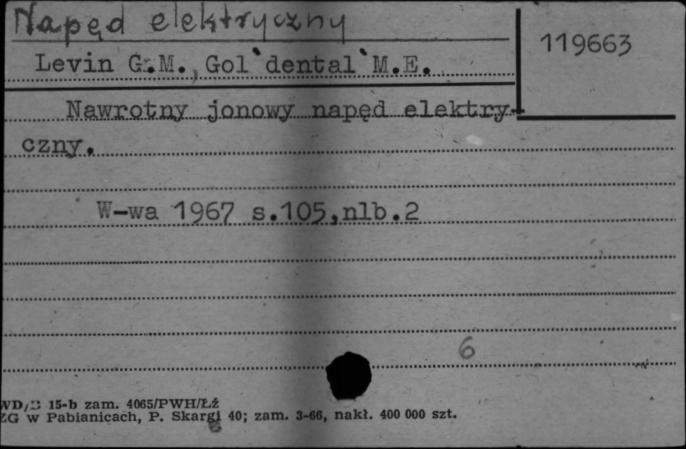 Napęd elektryczny
119663
Levin G.M., Gol`dental`M.E.
Nawrotny jonowy napęd elektry-
czny.
W-wa 1967 s.105,nlb.2
6
15-b zam. 4065/PWH/Łż
ZG w Pabianicach, P. Skargi 40; zam. 3-66, nakł. 400 000 szt.